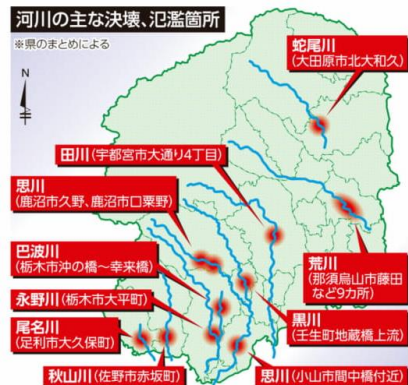 河川の主な決壊、氾濫箇所
※県のまとめによる
N
蛇尾川
(大田原市北大和久)
田川(宇都宮市大通り4丁目)
思川
(鹿沼市久野、鹿沼市口粟野)
巴波川
(栃木市沖の橋～幸来橋)
永野川(栃木市大平町)
尾名川
(足利市大久保町)
秋山川(佐野市赤坂町)
荒川
(那須烏山市藤田
など9カ所)
黒川
(壬生町地蔵橋上流)
思川(小山市間中橋付近)